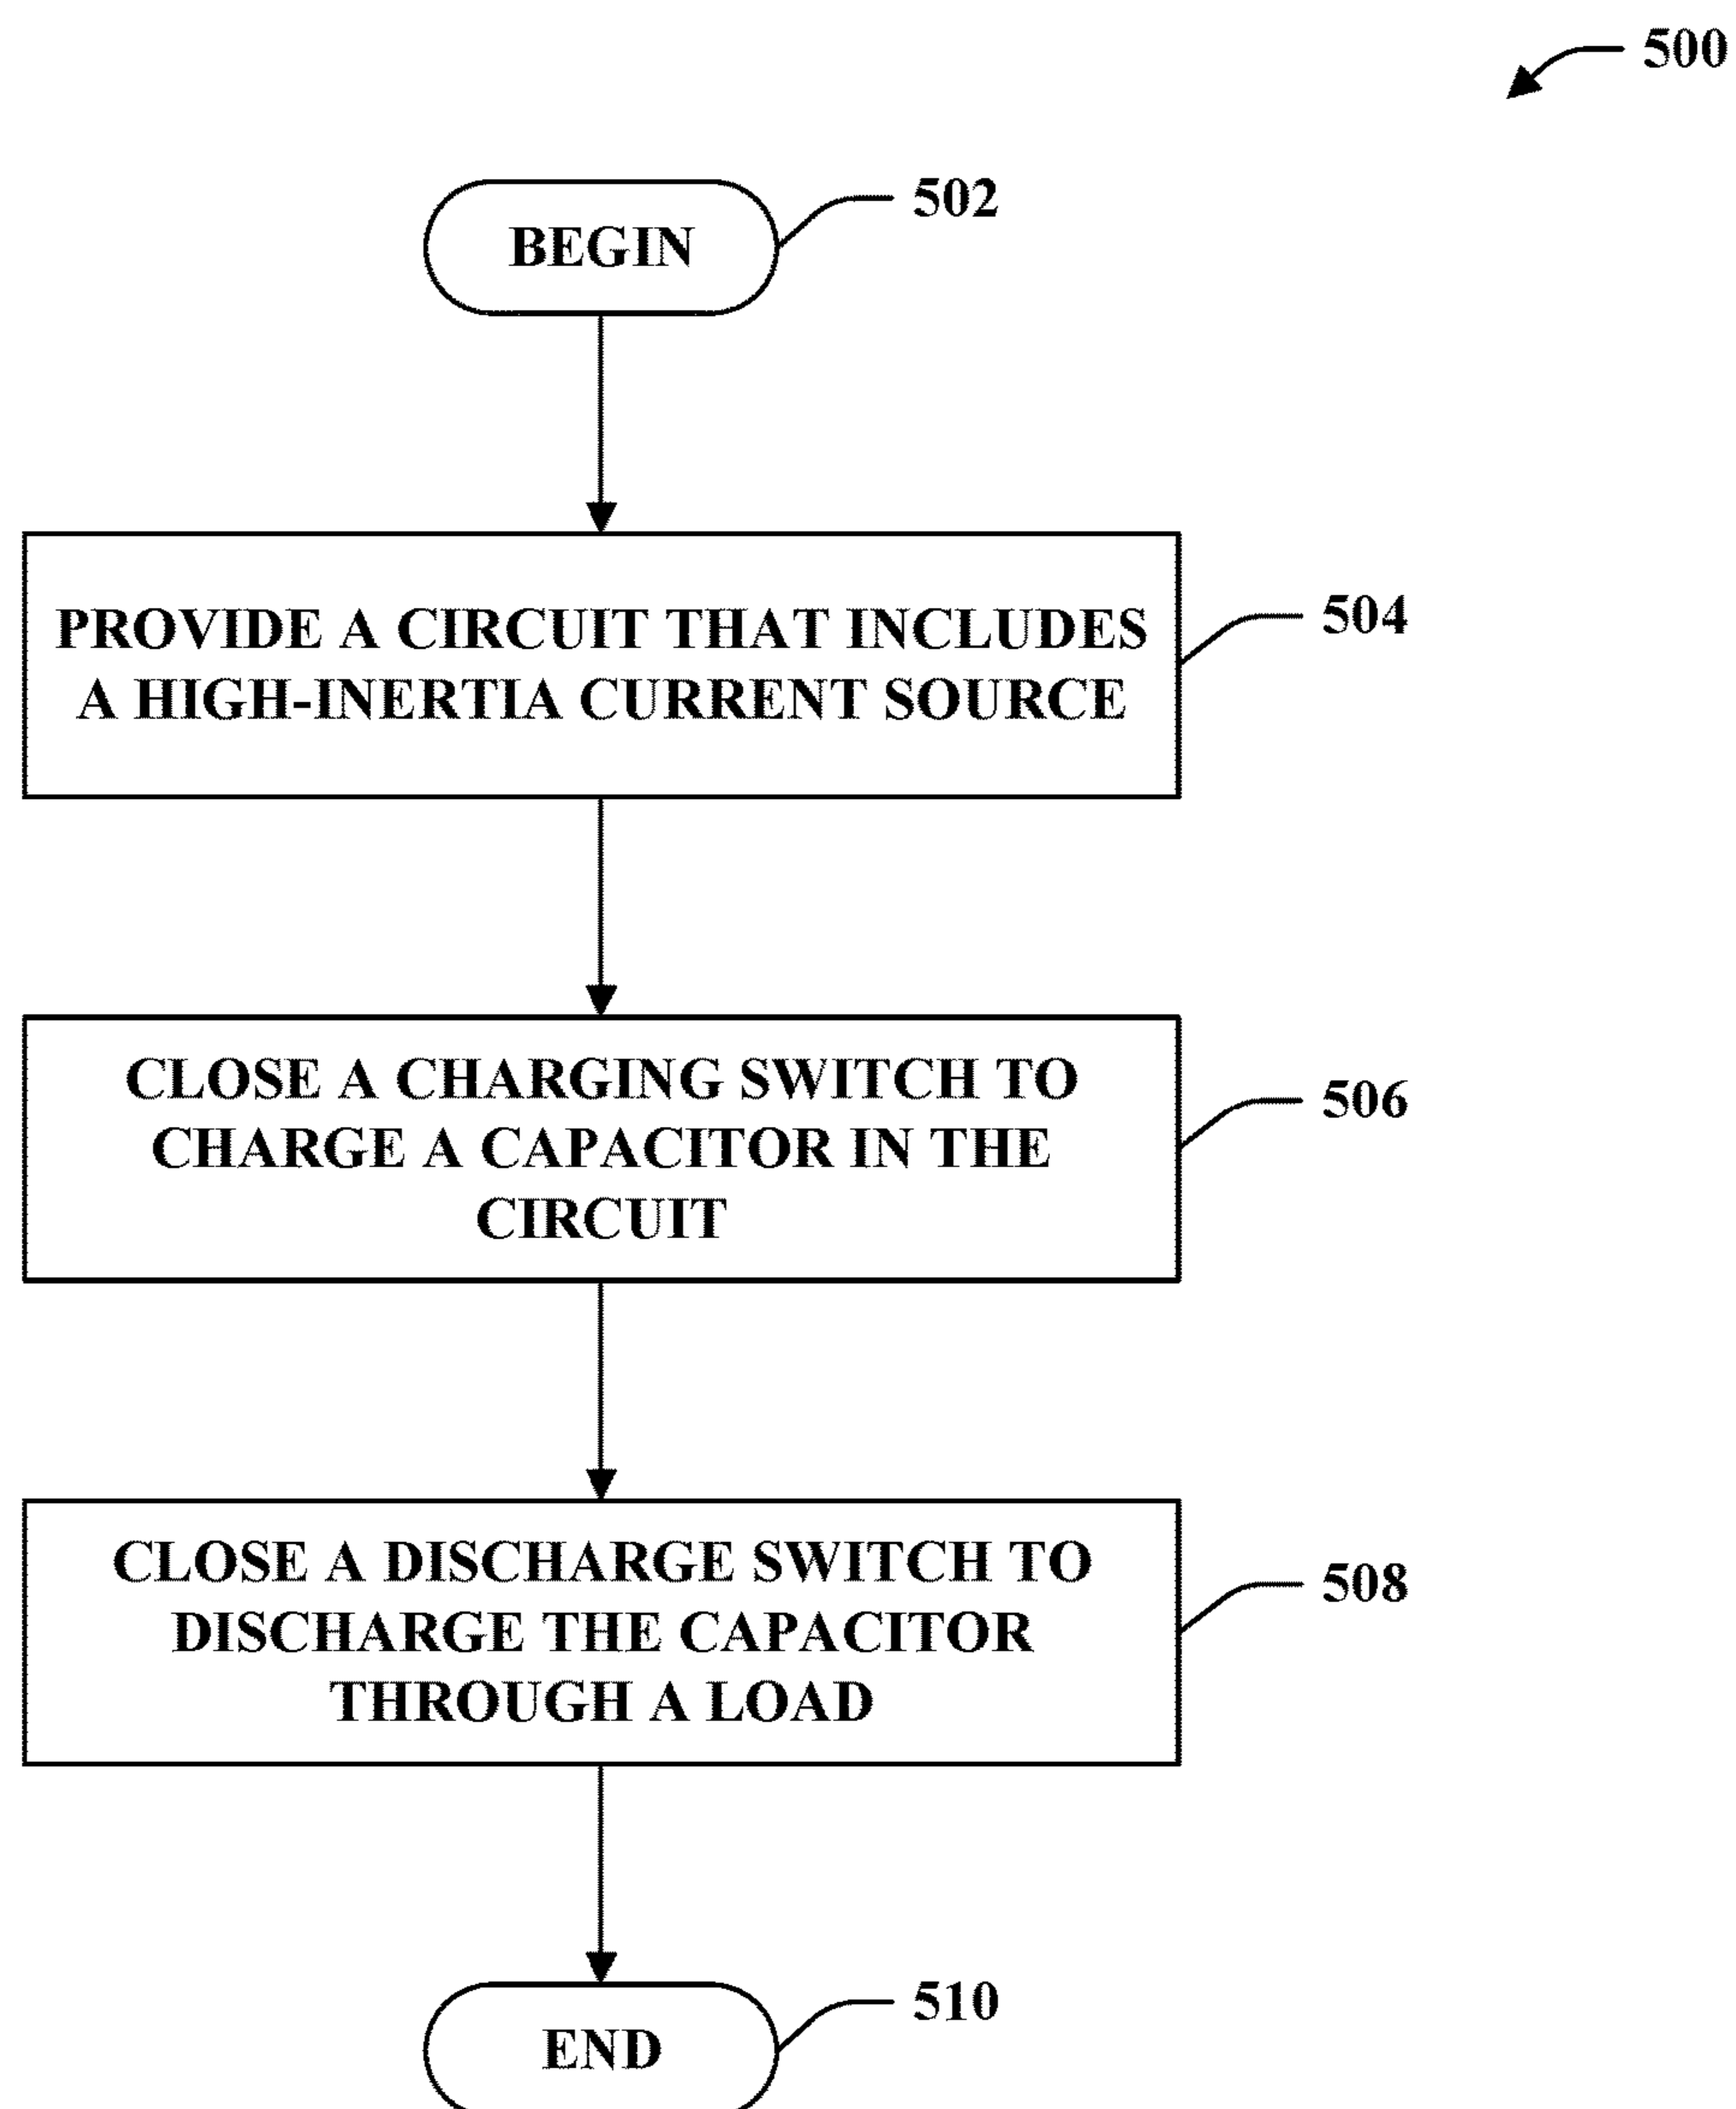 500
BEGIN
502
PROVIDE A CIRCUIT THAT INCLUDES
A HIGH-INERTIA CURRENT SOURCE
504
CLOSE A CHARGING SWITCH TO
CHARGE A CAPACITOR IN THE
CIRCUIT
506
CLOSE A DISCHARGE SWITCH TO
DISCHARGE THE CAPACITOR
THROUGH A LOAD
508
END
510